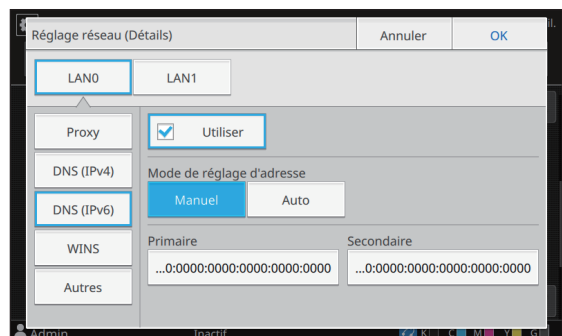 Réglage réseau (Détails)
Annuler
OK
LAN0
LAN1
Proxy
DNS (IPv4)
DNS (IPv6)
WINS
Autres
Utiliser
Mode de réglage d'adresse
Manuel
Auto
Primaire
Secondaire
...0:0000:0000:0000:0000:0000
...0:0000:0000:0000:0000:0000
Admin
Inactif
K
C
M
Y
G